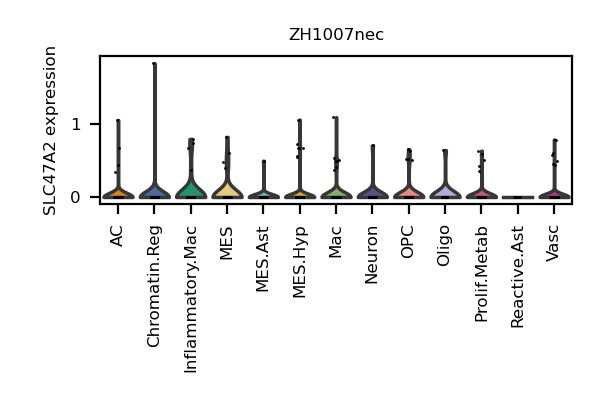 ZH1007nec
SLC47A2 expression
1
0
AC
Chromatin.Reg
Inflammatory.Mac
MES
MES.Ast
MES.Hyp
Mac
Neuron
OPC
Oligo
Prolif.Metab
Reactive.Ast
Vasc